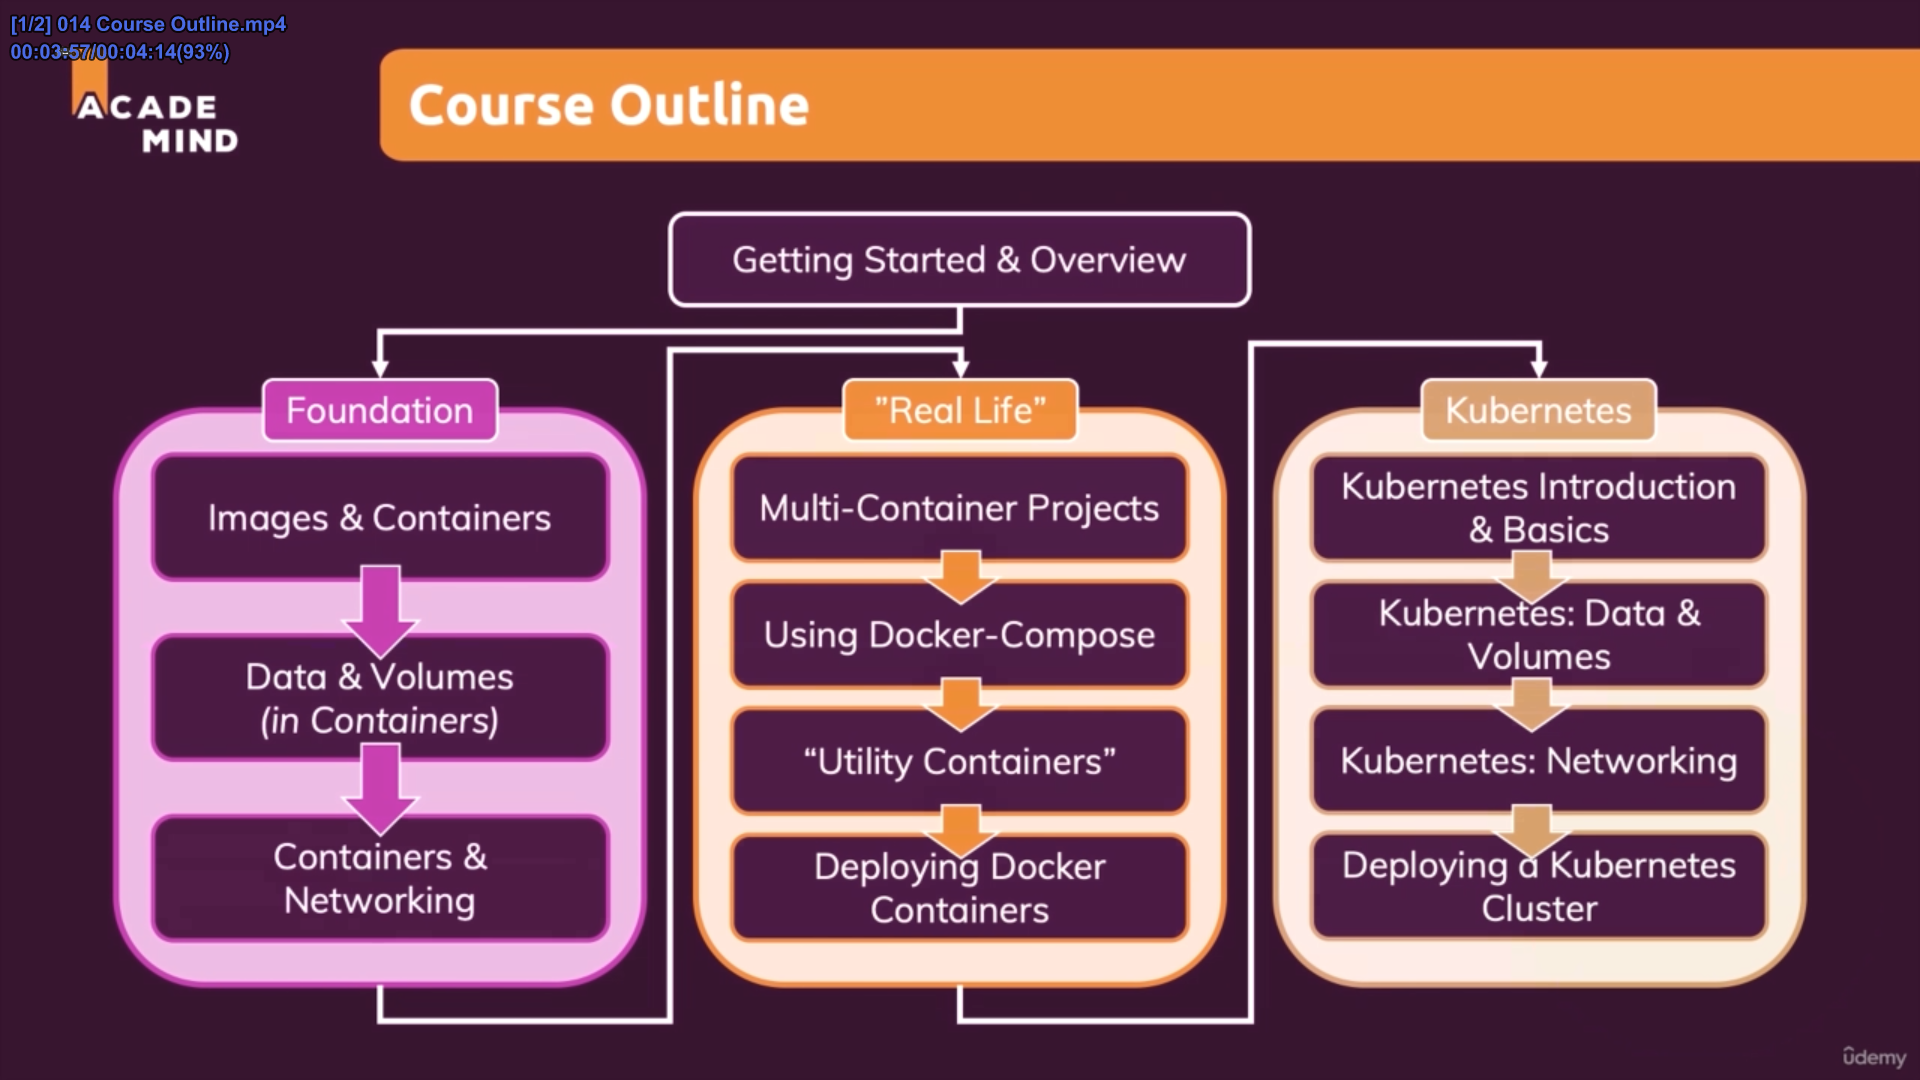 [1/2] 014 Course Outline.mp4
00:03:57/00:04:14(93%)
ACADE
MIND
Course Outline
Getting Started & Overview
Foundation
Images & Containers
Data & Volumes
(in Containers)
Containers &
Networking
”Real Life”
Multi-Container Projects
Using Docker-Compose
“Utility Containers”
Deploying Docker
Containers
Kubernetes
Kubernetes Introduction
& Basics
Kubernetes: Data &
Volumes
Kubernetes: Networking
Deploying a Kubernetes
Cluster
ûdemy